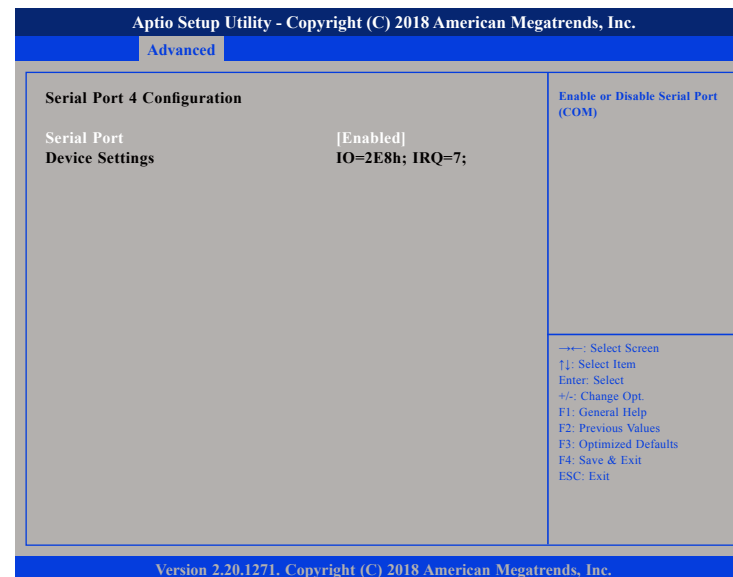 Aptio Setup Utility - Copyright (C) 2018 American Megatrends, Inc.
Advanced
Serial Port 4 Configuration
Serial Port [Enabled]
Device Settings IO=2E8h; IRQ=7;
Enable or Disable Serial Port
(COM)
→←: Select Screen
↑↓: Select Item
Enter: Select
+/-: Change Opt.
F1: General Help
F2: Previous Values
F3: Optimized Defaults
F4: Save & Exit
ESC: Exit
Version 2.20.1271. Copyright (C) 2018 American Megatrends, Inc.